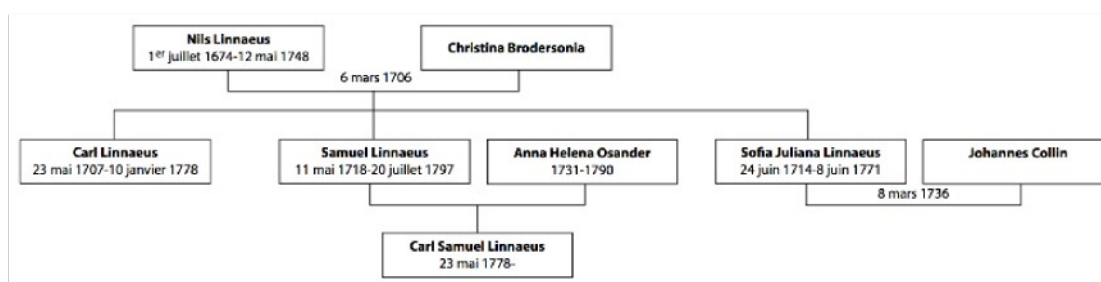 Nils Linnaeus
1er juillet 1674-12 mai 1748
Christina Brodersonia
6 mars 1706
Carl Linnaeus
23 mai 1707-10 janvier 1778
Samuel Linnaeus
11 mai 1718-20 juillet 1797
Anna Helena Osander
1731-1790
Sofia Juliana Linnaeus
24 juin 1714-8 juin 1771
Johannes Collin
8 mars 1736
Carl Samuel Linnaeus
23 mai 1778-